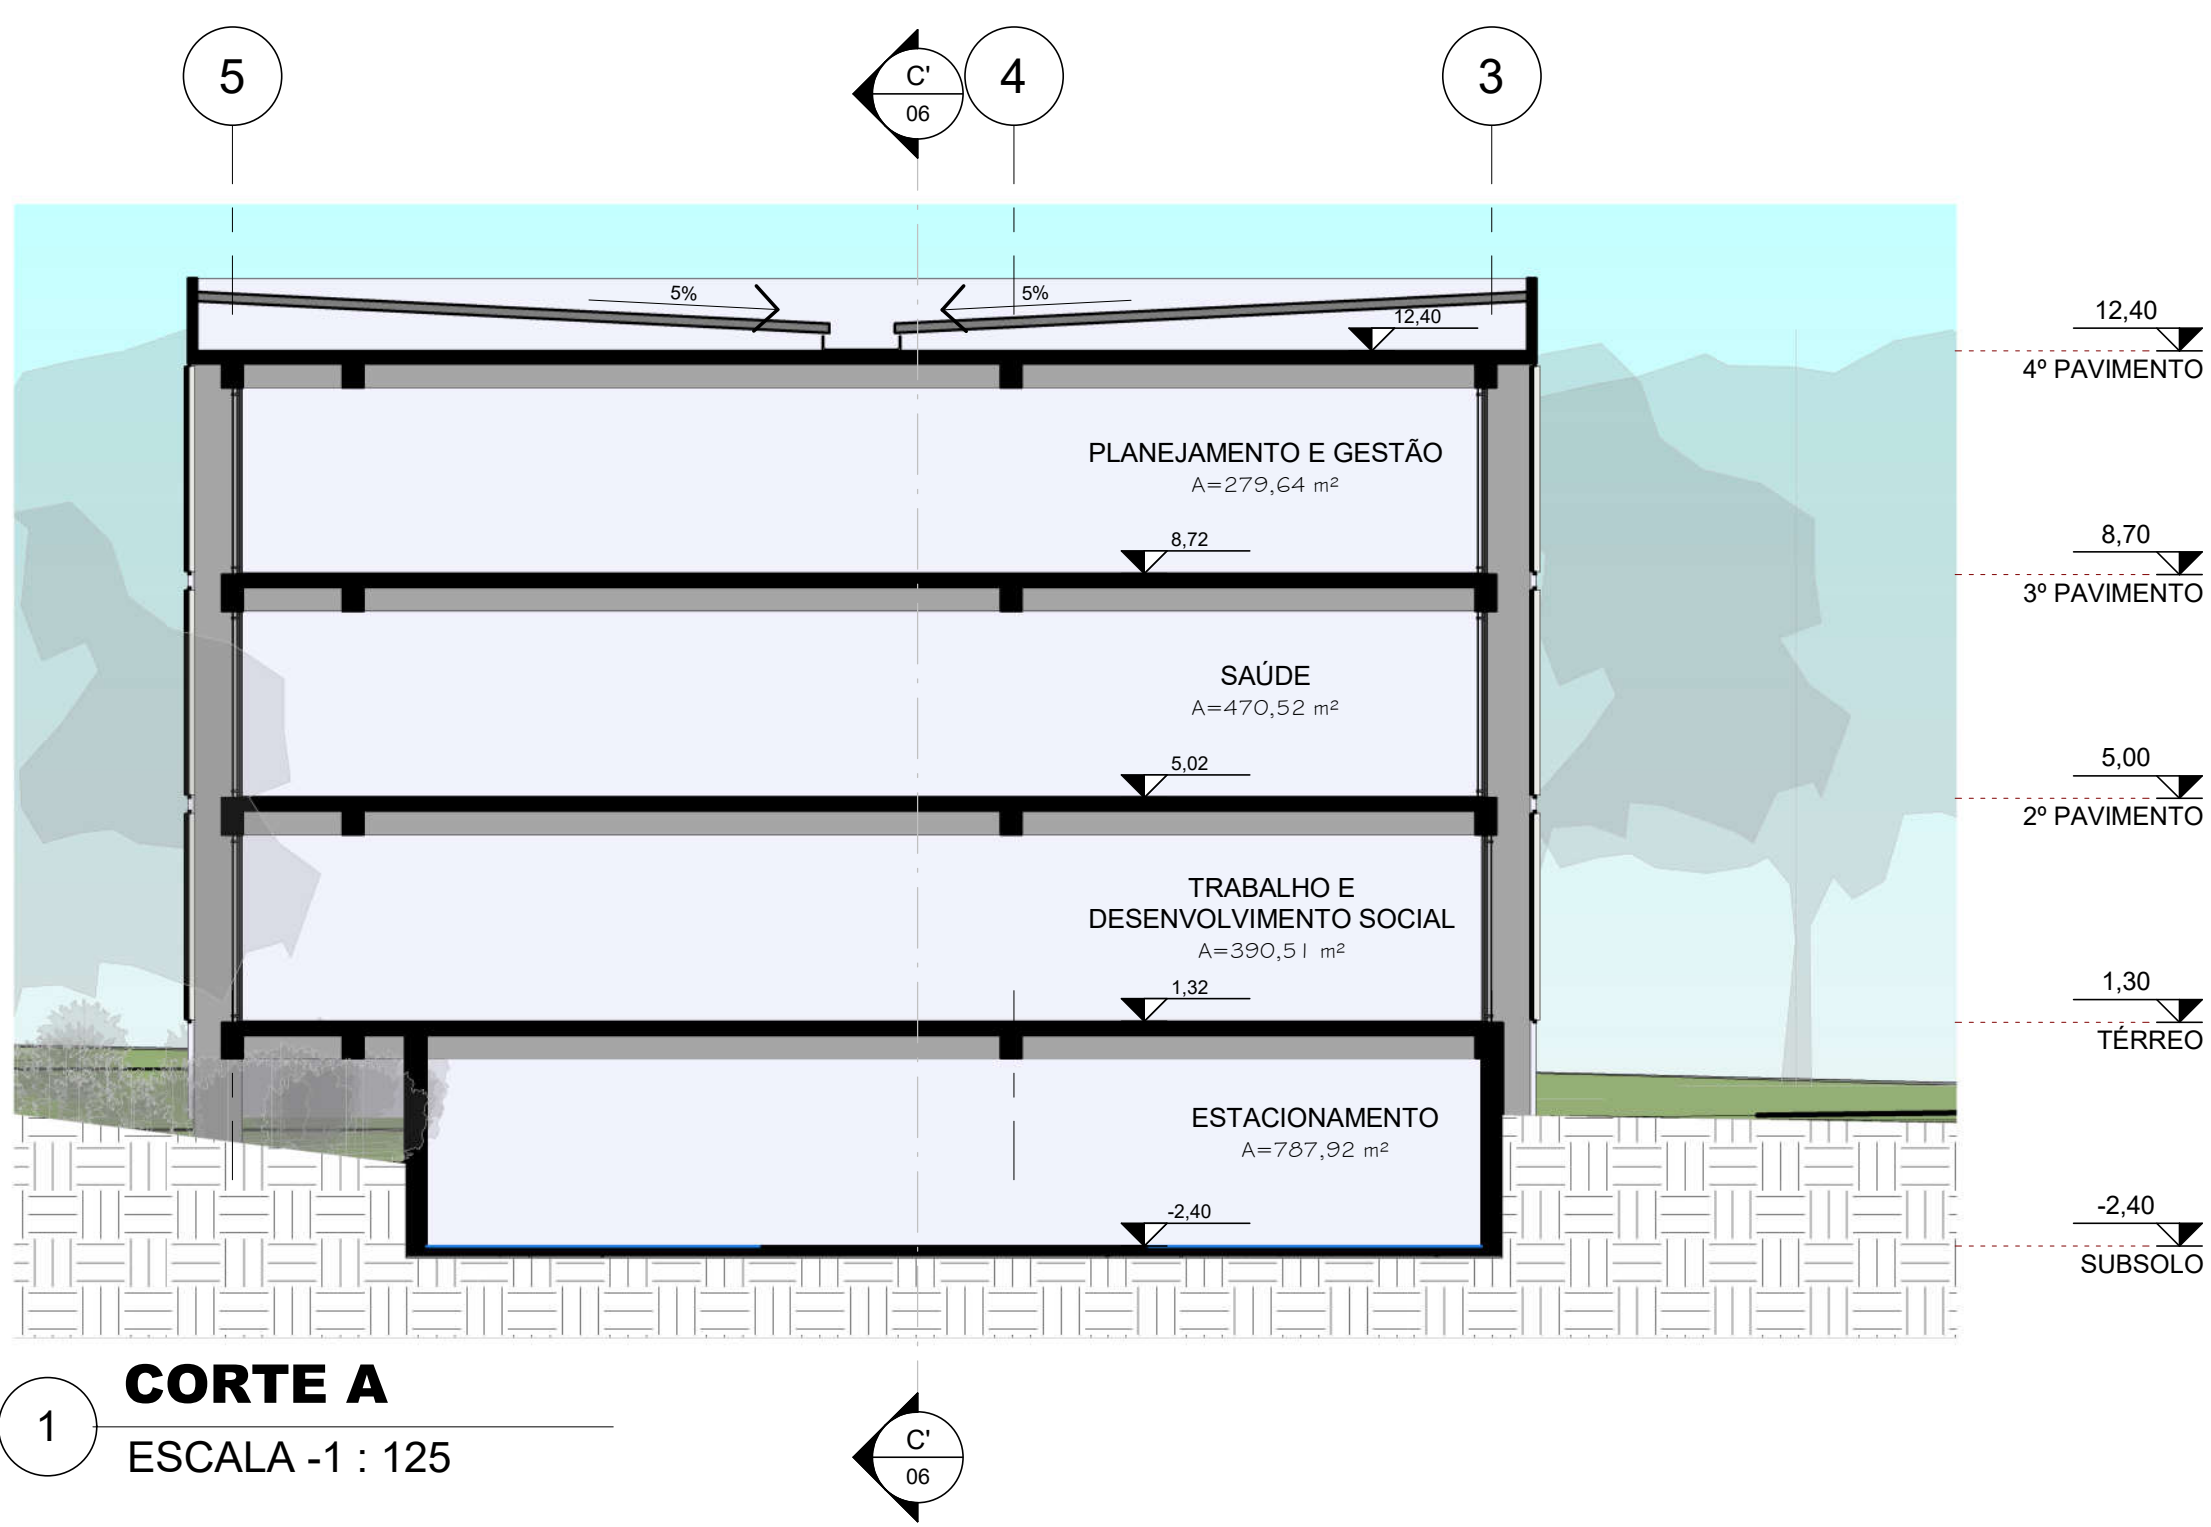 5
C'
06
4
3
5%
5%
12,40
12,40
4º PAVIMENTO
PLANEJAMENTO E GESTÃO
A=279,64 m²
8,72
8,70
3º PAVIMENTO
SAÚDE
A=470,52 m²
5,02
5,00
2º PAVIMENTO
TRABALHO E
DESENVOLVIMENTO SOCIAL
A=390,51 m²
1,32
1,30
TÉRREO
ESTACIONAMENTO
A=787,92 m²
-2,40
-2,40
SUBSOLO
1
CORTE A
ESCALA -1 : 125
C'
06